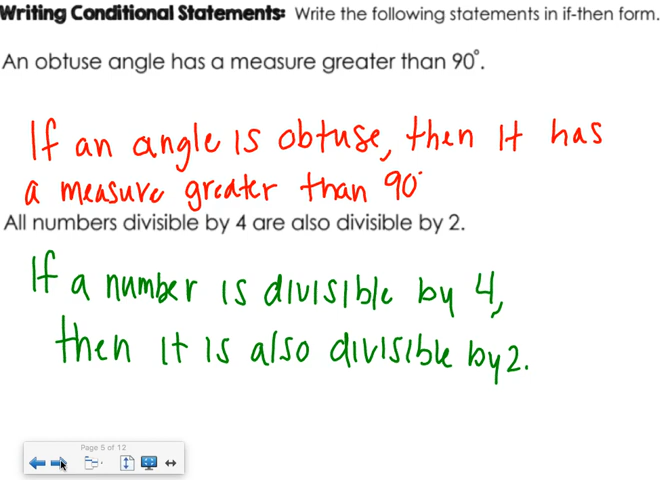 Writing Conditional Statements: Write the following statements in if-then form.
An obtuse angle has a measure greater than 90°.
If an angle is obtuse, then it has
a measure greater than 90°
All numbers divisible by 4 are also divisible by 2.
If a number is divisible by 4,
then it is also divisible by 2.
Page 5 of 12